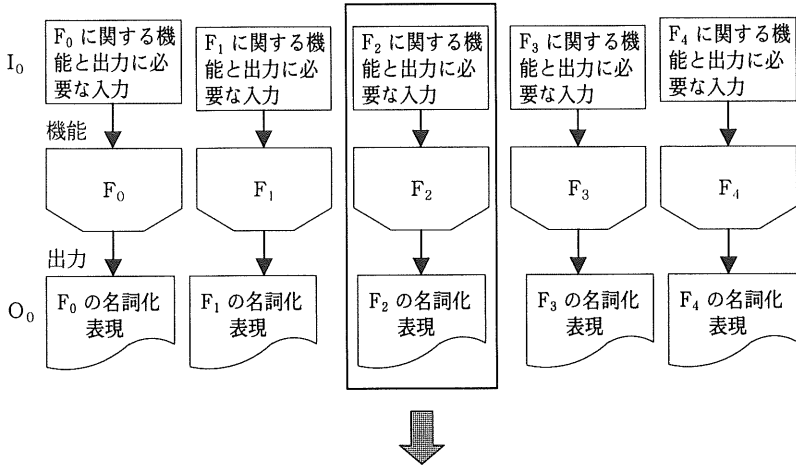 I₀
F₀ に関する機
能と出力に必
要な入力
F₁ に関する機
能と出力に必
要な入力
F₂ に関する機
能と出力に必
要な入力
F₃ に関する機
能と出力に必
要な入力
F₄ に関する機
能と出力に必
要な入力
機能
F₀
F₁
F₂
F₃
F₄
出力
O₀
F₀ の名詞化
表現
F₁ の名詞化
表現
F₂ の名詞化
表現
F₃ の名詞化
表現
F₄ の名詞化
表現